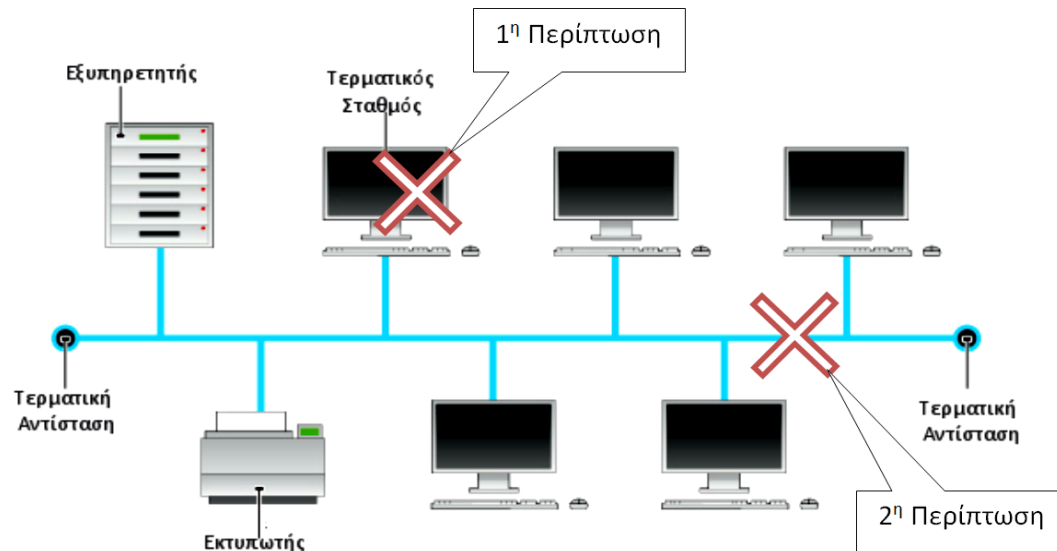 1η Περίπτωση
Εξυπηρετητής
Τερματικός
Σταθμός
Τερματική
Αντίσταση
Τερματική
Αντίσταση
2η Περίπτωση
Εκτυπωτής